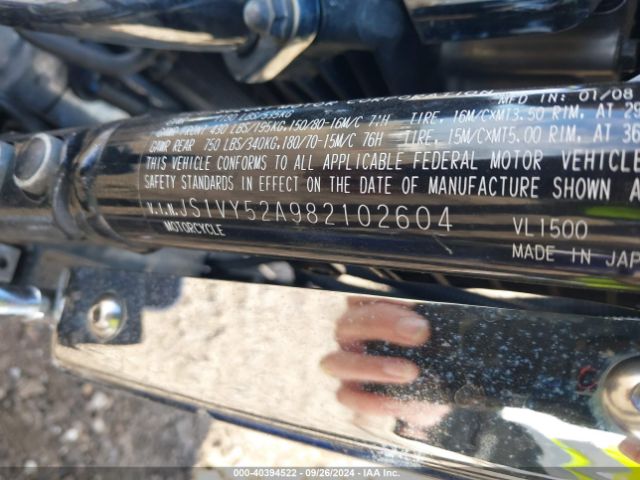 MFD IN: 01/08
GAWR FRONT 430 LBS/195KG.150/80-16M/C 71H TIRE, 16M/CXMT3.50 RIM, AT
GAWR REAR 750 LBS/340KG.180/70-15M/C 76H TIRE, 15M/CXMT5.00 RIM, AT
THIS VEHICLE CONFORMS TO ALL APPLICABLE FEDERAL MOTOR VEHICLE
SAFETY STANDARDS IN EFFECT ON THE DATE OF MANUFACTURE SHOWN
V.I.N. JS1VY52A982102604 VL1500
MOTORCYCLE MADE IN JAP
000-40394522 - 09/26/2024 - IAA Inc.